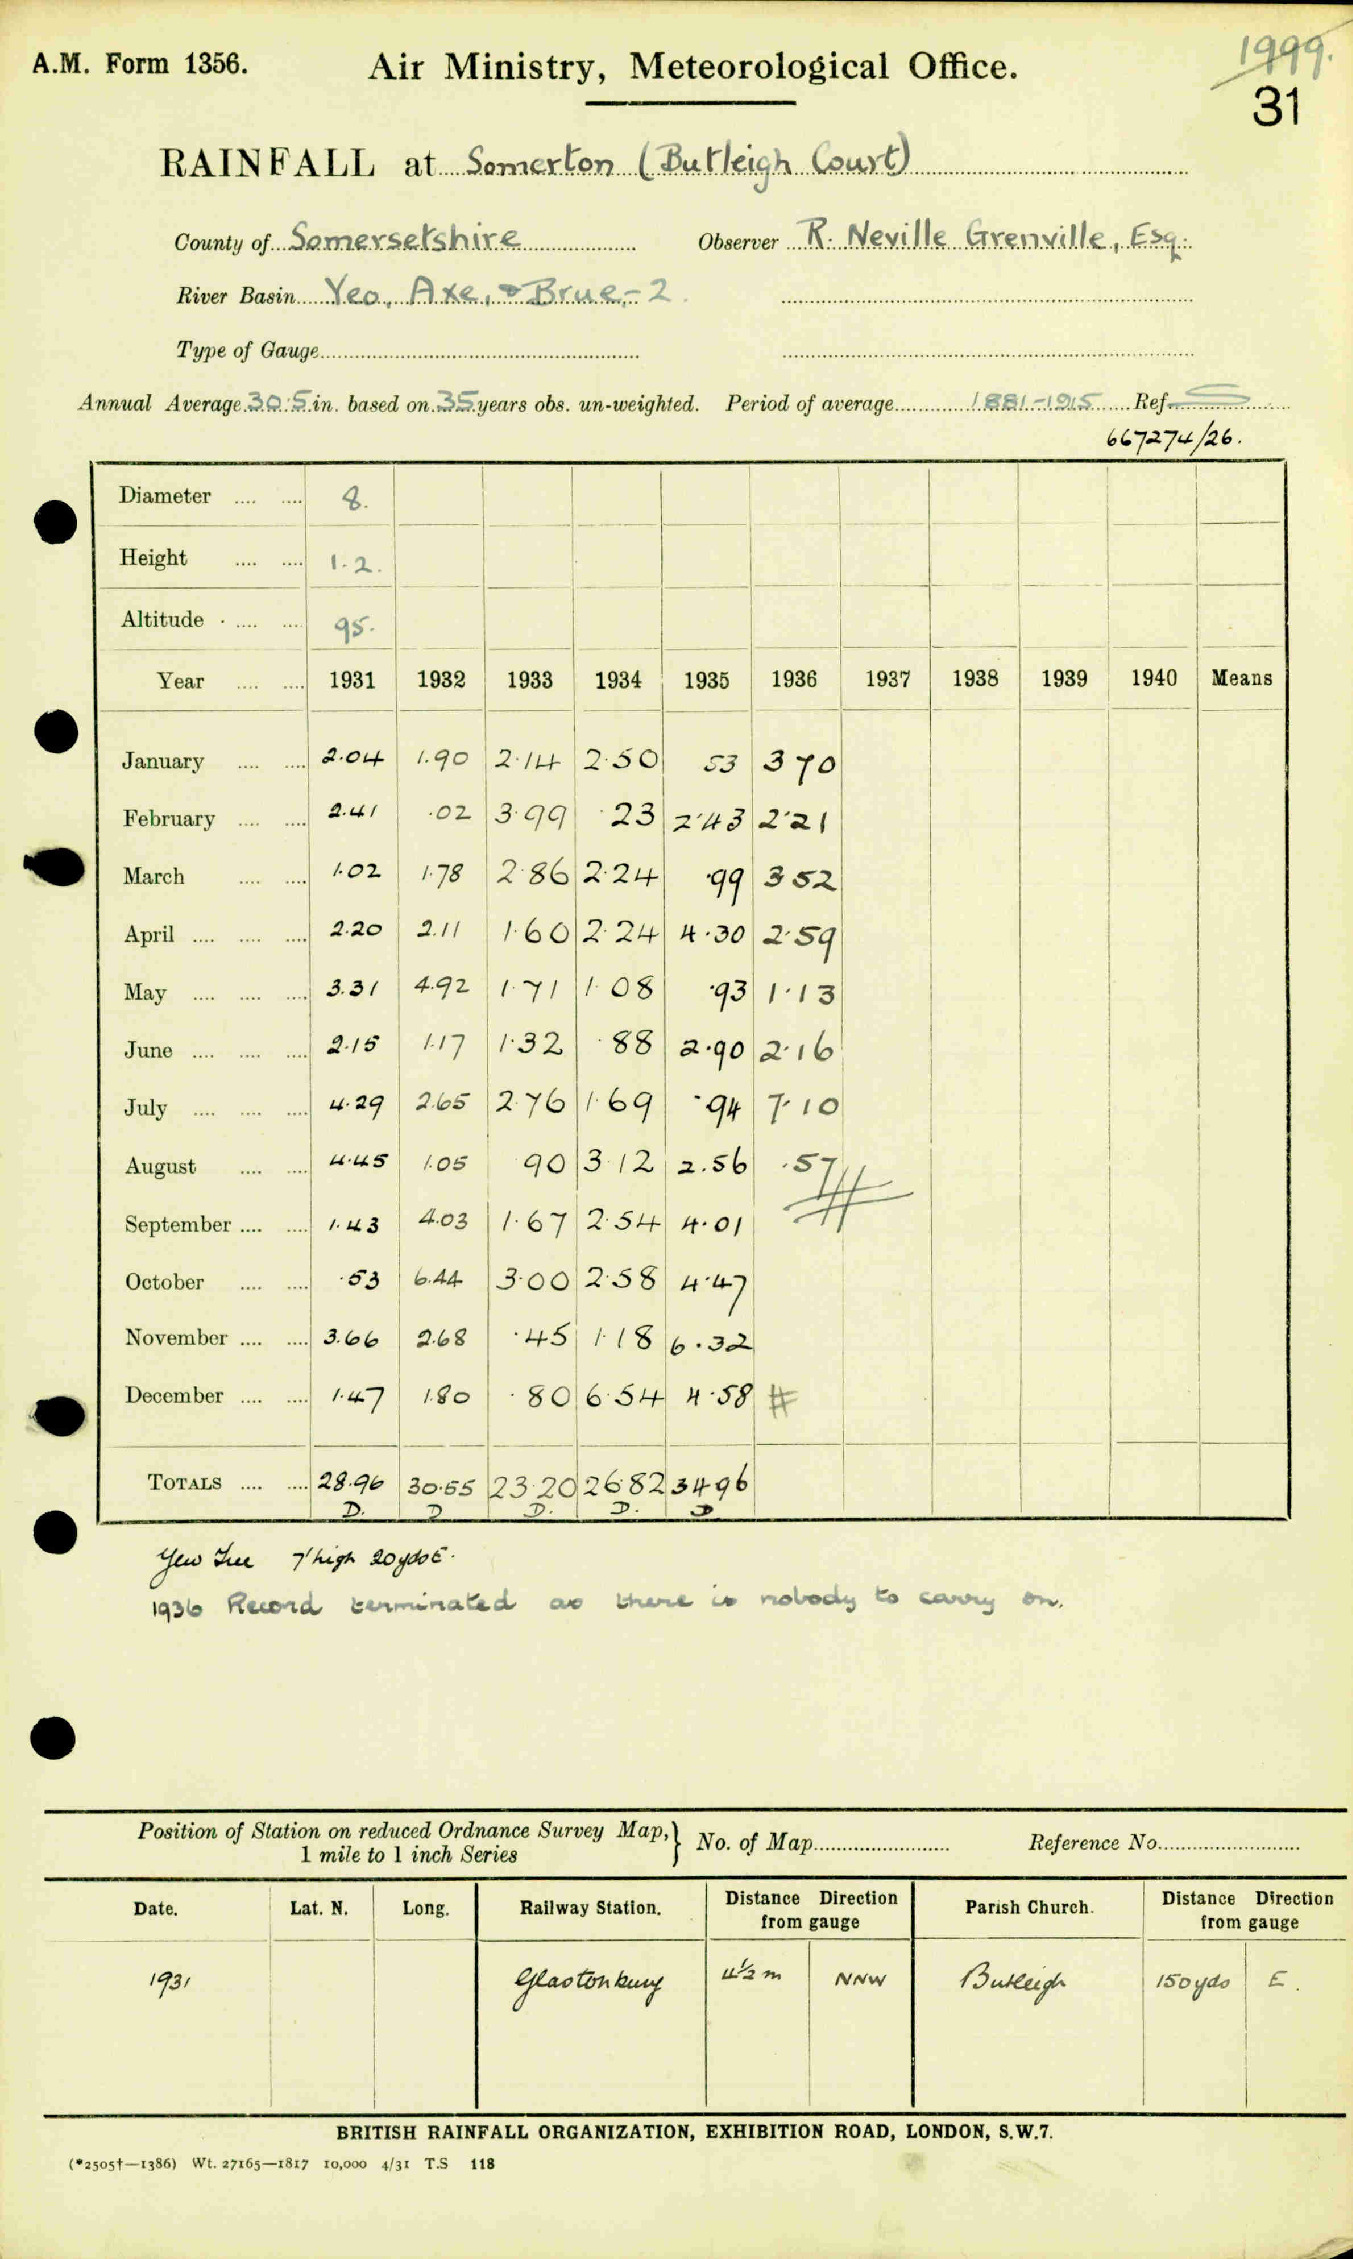 A.M. Form 1356.
Air Ministry, Meteorological Office.
1999.
31
RAINFALL at Somerton (Butleigh Court)
County of Somersetshire Observer R. Neville Grenville, Esq.
River Basin Yeo, Axe, & Brue,-2
Type of Gauge
Annual Average 30.5 in. based on 35 years obs. un-weighted. Period of average 1881-1915 Ref. S
667274/26.
Diameter 8.
Height 1.2.
Altitude 95.
Year 1931 1932 1933 1934 1935 1936 1937 1938 1939 1940 Means
January 2.04 1.90 2.14 2.50 53 3 70
February 2.41 .02 3.99 .23 2.43 2.21
March 1.02 1.78 2.86 2.24 .99 3 52
April 2.20 2.11 1.60 2.24 4.30 2.59
May 3.31 4.92 1.71 1.08 .93 1.13
June 2.15 1.17 1.32 .88 2.90 2.16
July 4.29 2.65 2.76 1.69 .94 7.10
August 4.45 1.05 90 3.12 2.56 .57
September 1.43 4.03 1.67 2.54 4.01
October .53 6.44 3.00 2.58 4.47
November 3.66 2.68 .45 1.18 6.32
December 1.47 1.80 .80 6.54 4.58 #
TOTALS 28.96 30.55 23.20 26.82 34 96
D. D D. D. D
Yew Tree 7' high 20yds E.
1936 Record terminated as there is nobody to carry on.
Position of Station on reduced Ordnance Survey Map, 1 mile to 1 inch Series } No. of Map Reference No.
Date. Lat. N. Long. Railway Station. Distance Direction from gauge Parish Church. Distance Direction from gauge
1931 Glastonbury 4½ m NNW Butleigh 150 yds E.
BRITISH RAINFALL ORGANIZATION, EXHIBITION ROAD, LONDON, S.W.7.
(*2505†—1386) Wt. 27165—1817 10,000 4/31 T.S 118